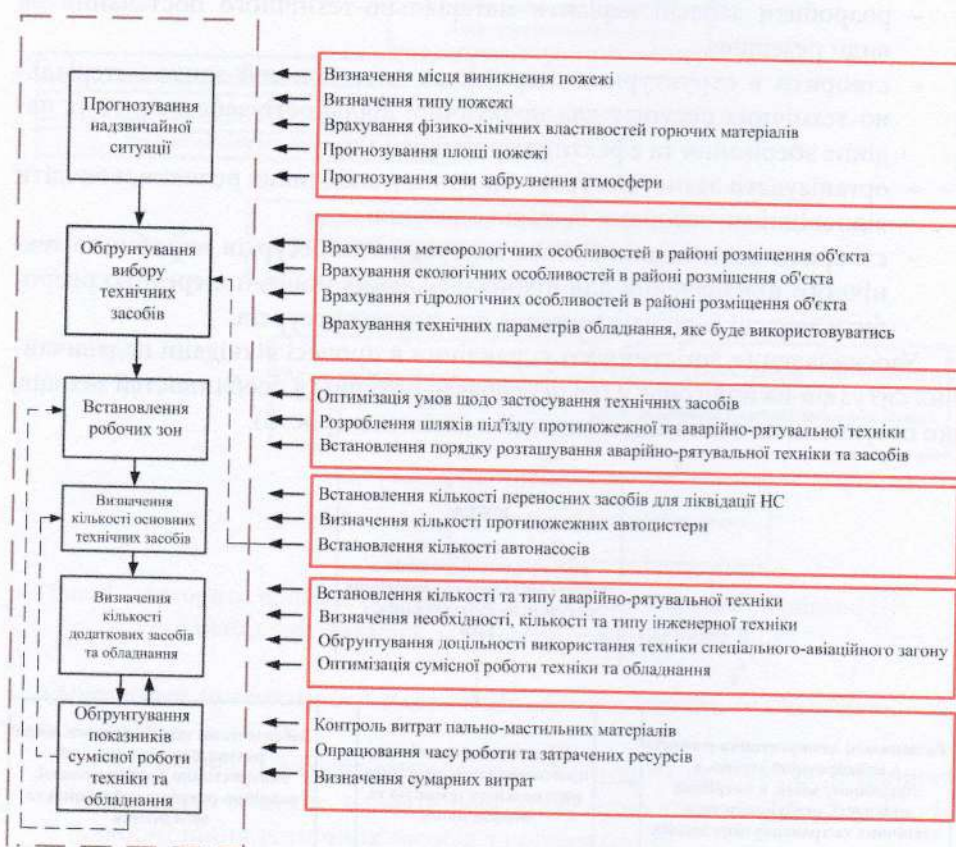 Прогнозування
надзвичайної
ситуації
Визначення місця виникнення пожежі
Визначення типу пожежі
Врахування фізико-хімічних властивостей горючих матеріалів
Прогнозування площі пожежі
Прогнозування зони забруднення атмосфери
Обґрунтування
вибору
технічних
засобів
Врахування метеорологічних особливостей в районі розміщення об'єкта
Врахування екологічних особливостей в районі розміщення об'єкта
Врахування гідрологічних особливостей в районі розміщення об'єкта
Врахування технічних параметрів обладнання, яке буде використовуватись
Встановлення
робочих зон
Оптимізація умов щодо застосування технічних засобів
Розроблення шляхів під'їзду протипожежної та аварійно-рятувальної техніки
Встановлення порядку розташування аварійно-рятувальної техніки та засобів
Визначення
кількості основних
технічних засобів
Встановлення кількості переносних засобів для ліквідації НС
Визначення кількості протипожежних автоцистерн
Встановлення кількості автонасосів
Визначення
кількості
додаткових засобів
та обладнання
Встановлення кількості та типу аварійно-рятувальної техніки
Визначення необхідності, кількості та типу інженерної техніки
Обґрунтування доцільності використання техніки спеціального-авіаційного загону
Оптимізація сумісної роботи техніки та обладнання
Обґрунтування
показників
сумісної роботи
обладнання
Контроль витрат пально-мастильних матеріалів
Опрацювання часу роботи та затрачених ресурсів
Визначення сумарних затрат